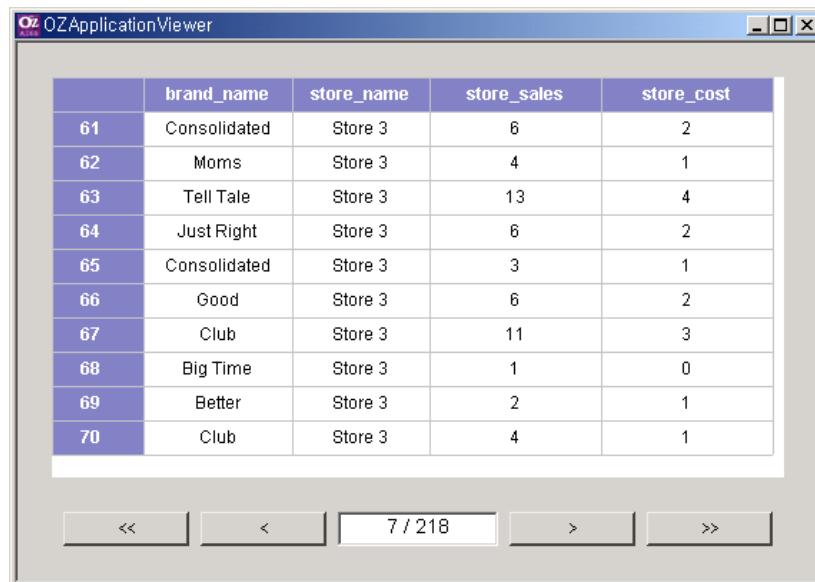 OZ OZApplicationViewer
brand_name store_name store_sales store_cost
61 Consolidated Store 3 6 2
62 Moms Store 3 4 1
63 Tell Tale Store 3 13 4
64 Just Right Store 3 6 2
65 Consolidated Store 3 3 1
66 Good Store 3 6 2
67 Club Store 3 11 3
68 Big Time Store 3 1 0
69 Better Store 3 2 1
70 Club Store 3 4 1
<< < 7 / 218 > >>